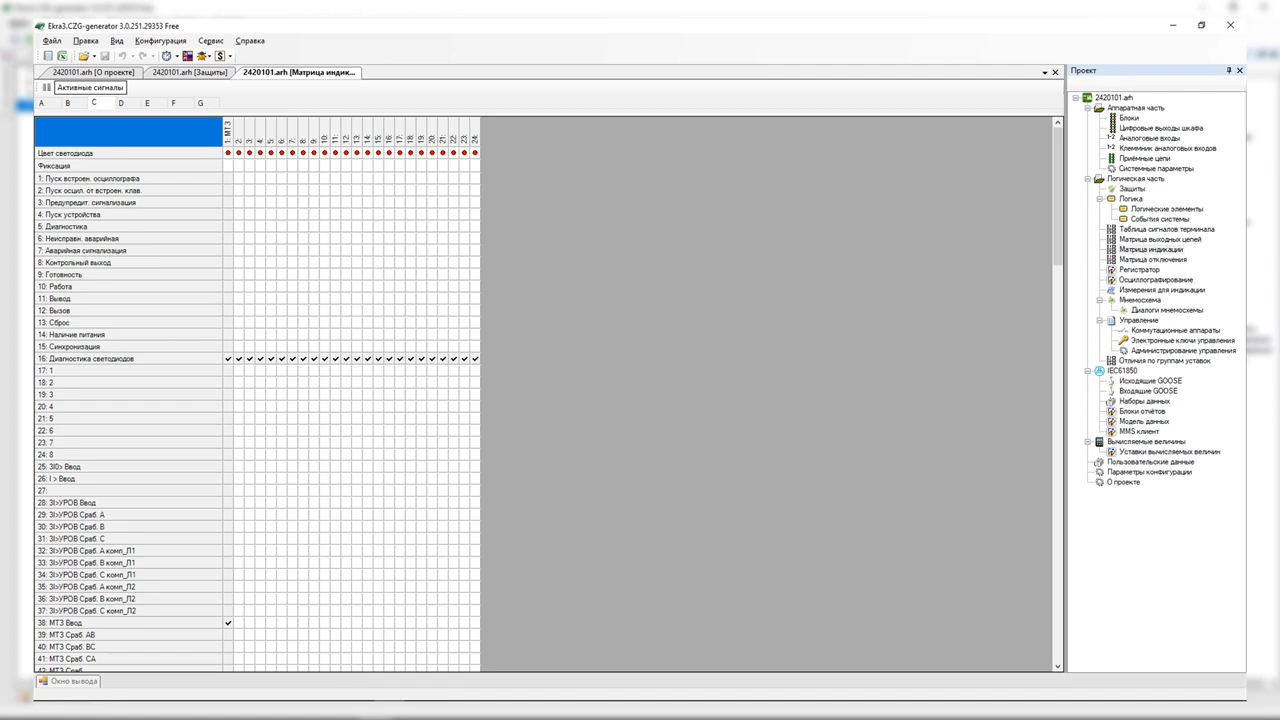 Ekra3.CZG-generator 3.0.251.29353 Free
Файл Правка Вид Конфигурация Сервис Справка
2420101.arh [О проекте] 2420101.arh [Защиты] 2420101.arh [Матрица индик...
Активные сигналы
A B C D E F G
1: МТЗ 2: 3: 4: 5: 6: 7: 8: 9: 10: 11: 12: 13: 14: 15: 16: 17: 18: 19: 20: 21: 22: 23: 24:
Цвет светодиода
Фиксация
1: Пуск встроен. осциллографа
2: Пуск осцил. от встроен. клав.
3: Предупредит. сигнализация
4: Пуск устройства
5: Диагностика
6: Неисправн. аварийная
7: Аварийная сигнализация
8: Контрольный выход
9: Готовность
10: Работа
11: Вывод
12: Вызов
13: Сброс
14: Наличие питания
15: Синхронизация
16: Диагностика светодиодов
17: 1
18: 2
19: 3
20: 4
21: 5
22: 6
23: 7
24: 8
25: 3I0> Ввод
26: I > Ввод
27:
28: 3I>УРОВ Ввод
29: 3I>УРОВ Сраб. A
30: 3I>УРОВ Сраб. B
31: 3I>УРОВ Сраб. C
32: 3I>УРОВ Сраб. A комп_Л1
33: 3I>УРОВ Сраб. B комп_Л1
34: 3I>УРОВ Сраб. C комп_Л1
35: 3I>УРОВ Сраб. A комп_Л2
36: 3I>УРОВ Сраб. B комп_Л2
37: 3I>УРОВ Сраб. C комп_Л2
38: МТЗ Ввод
39: МТЗ Сраб. AB
40: МТЗ Сраб. BC
41: МТЗ Сраб. CA
42: МТЗ Сраб.
Окно вывода
Проект
2420101.arh
Аппаратная часть
Блоки
Цифровые выходы шкафа
Аналоговые входы
Клеммник аналоговых входов
Приёмные цепи
Системные параметры
Логическая часть
Защиты
Логика
Логические элементы
События системы
Таблица сигналов терминала
Матрица выходных цепей
Матрица индикации
Матрица отключения
Регистратор
Осциллографирование
Измерения для индикации
Мнемосхема
Диалоги мнемосхемы
Управление
Коммутационные аппараты
Электронные ключи управления
Администрирование управления
Отличия по группам уставок
IEC61850
Исходящие GOOSE
Входящие GOOSE
Наборы данных
Блоки отчётов
Модель данных
MMS клиент
Вычисляемые величины
Уставки вычисляемых величин
Пользовательские данные
Параметры конфигурации
О проекте